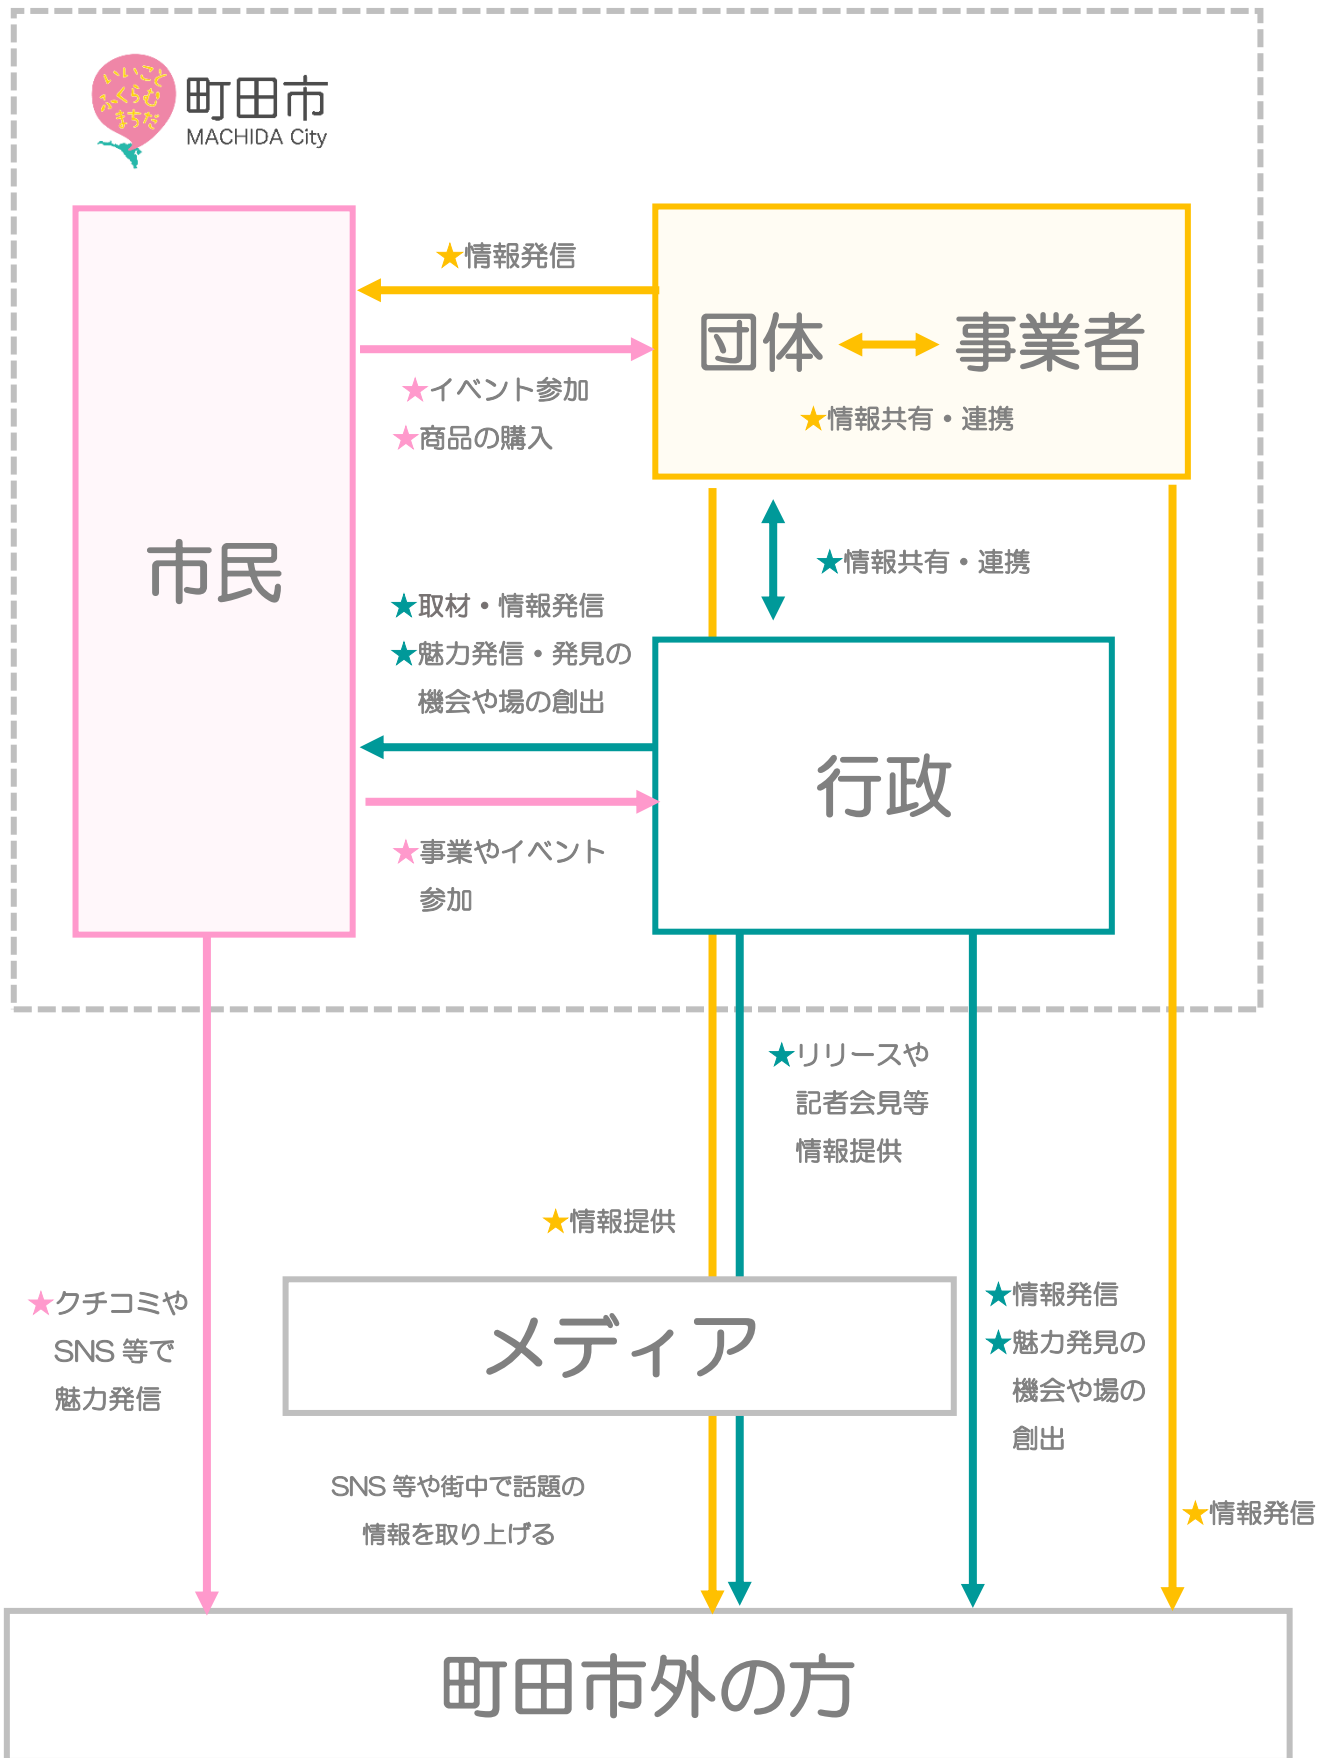 いいこと
ふくらむ
まちだ
町田市
MACHIDA City
★情報発信
団体
事業者
★情報共有・連携
★イベント参加
★商品の購入
市民
★情報共有・連携
★取材・情報発信
★魅力発信・発見の
機会や場の創出
行政
★事業やイベント
参加
★リリースや
記者会見等
情報提供
★情報提供
★クチコミや
SNS 等で
魅力発信
メディア
★情報発信
★魅力発見の
機会や場の
創出
SNS 等や街中で話題の
情報を取り上げる
★情報発信
町田市外の方